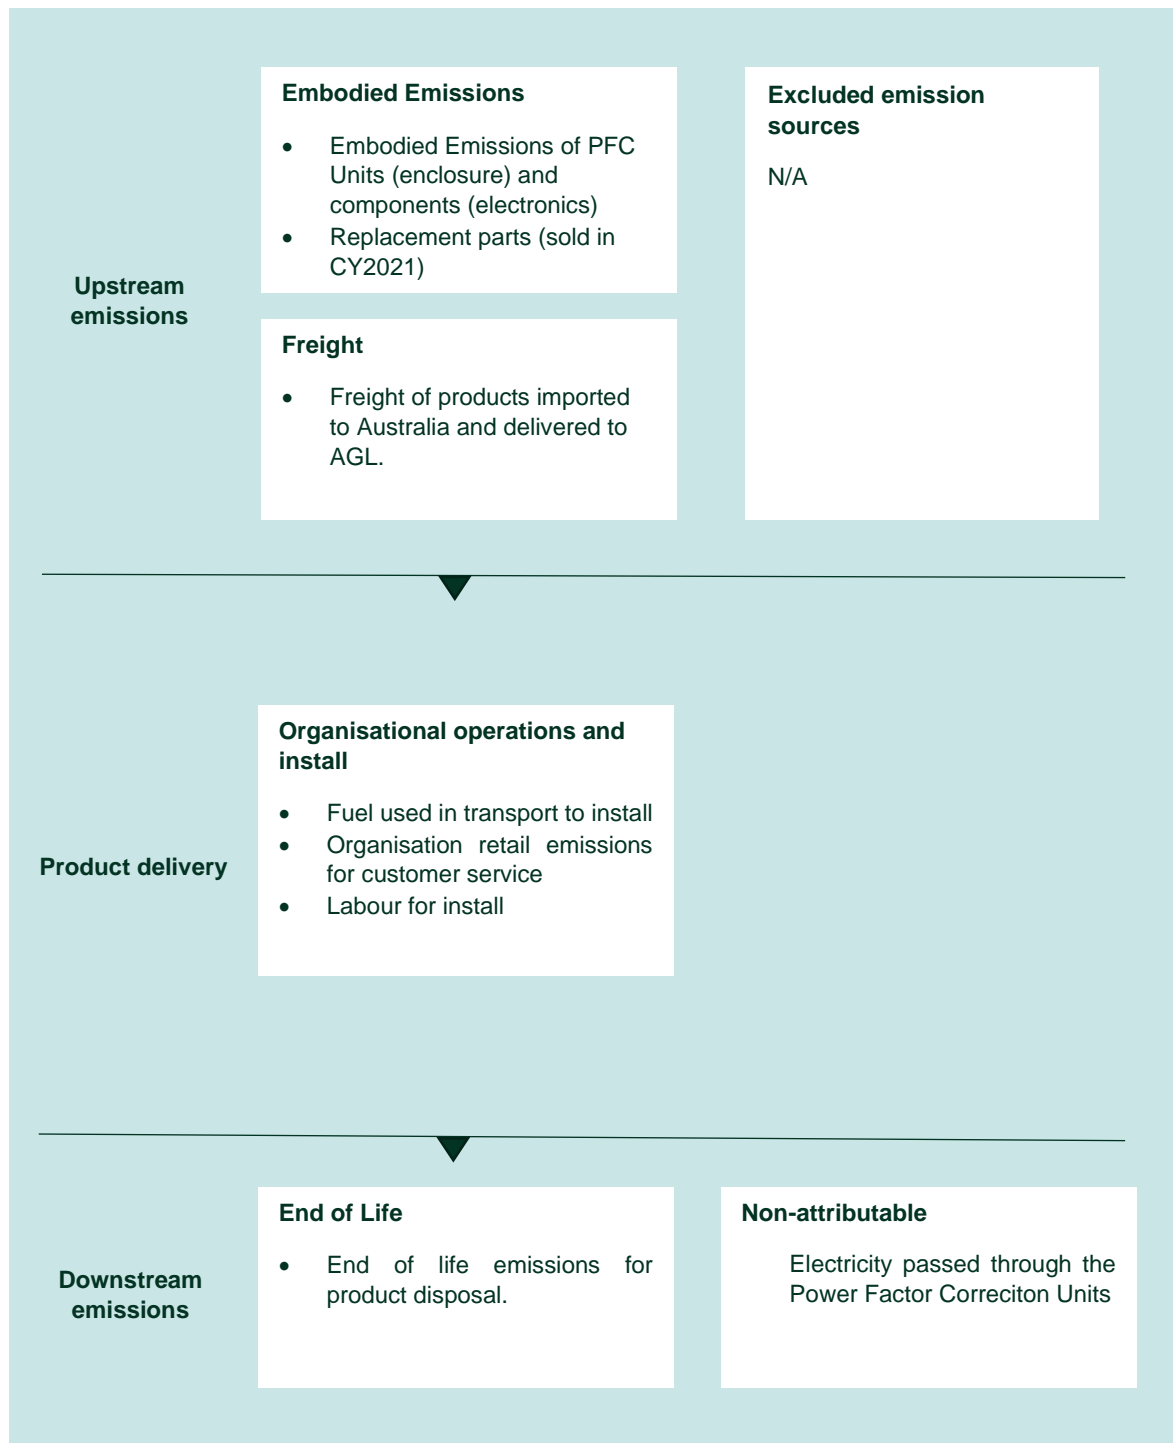 Upstream
emissions
Embodied Emissions
• Embodied Emissions of PFC
Units (enclosure) and
components (electronics)
• Replacement parts (sold in
CY2021)
Freight
• Freight of products imported
to Australia and delivered to
AGL.
Excluded emission
sources
N/A
Product delivery
Organisational operations and
install
• Fuel used in transport to install
• Organisation retail emissions
for customer service
• Labour for install
Downstream
emissions
End of Life
• End of life emissions for
product disposal.
Non-attributable
Electricity passed through the
Power Factor Correciton Units